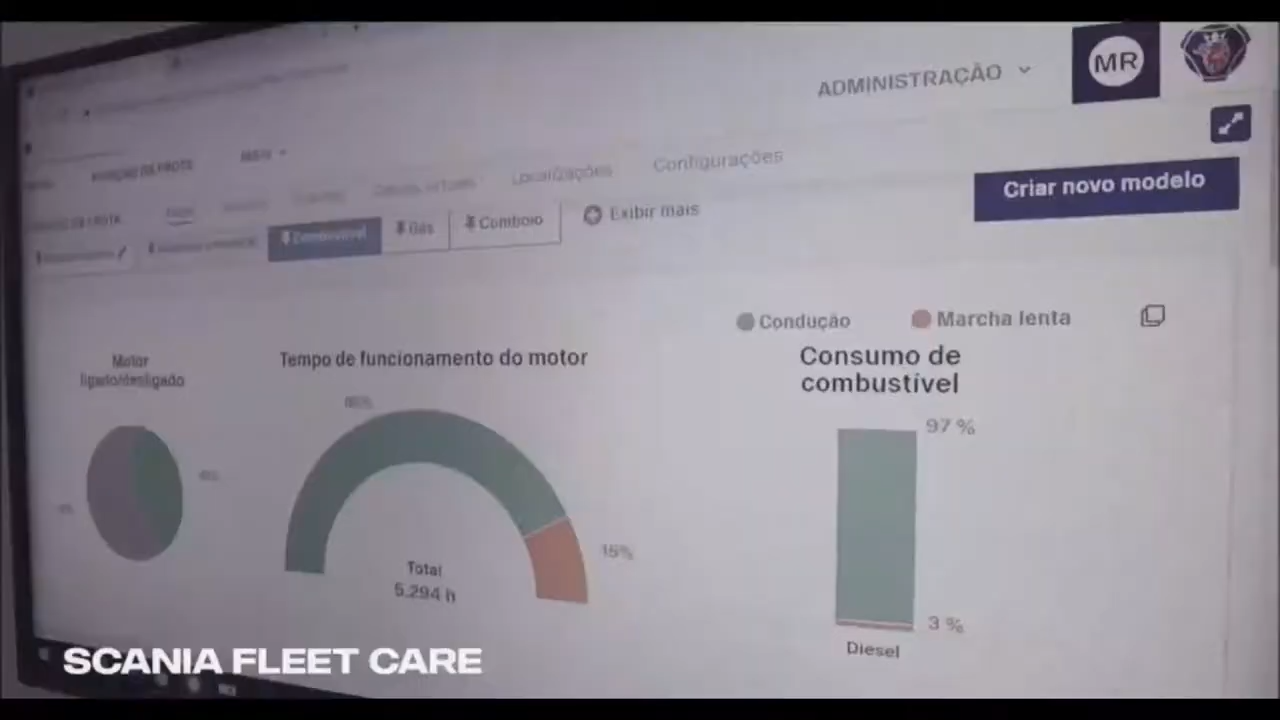 ADMINISTRAÇÃO
MR
MENU
Localizações
Configurações
Criar novo modelo
Combustível
Gás
Comboio
Exibir mais
Condução
Marcha lenta
Motor
ligado/desligado
Tempo de funcionamento do motor
Consumo de
combustível
97 %
15%
Total
5.294 h
3 %
Diesel
SCANIA FLEET CARE